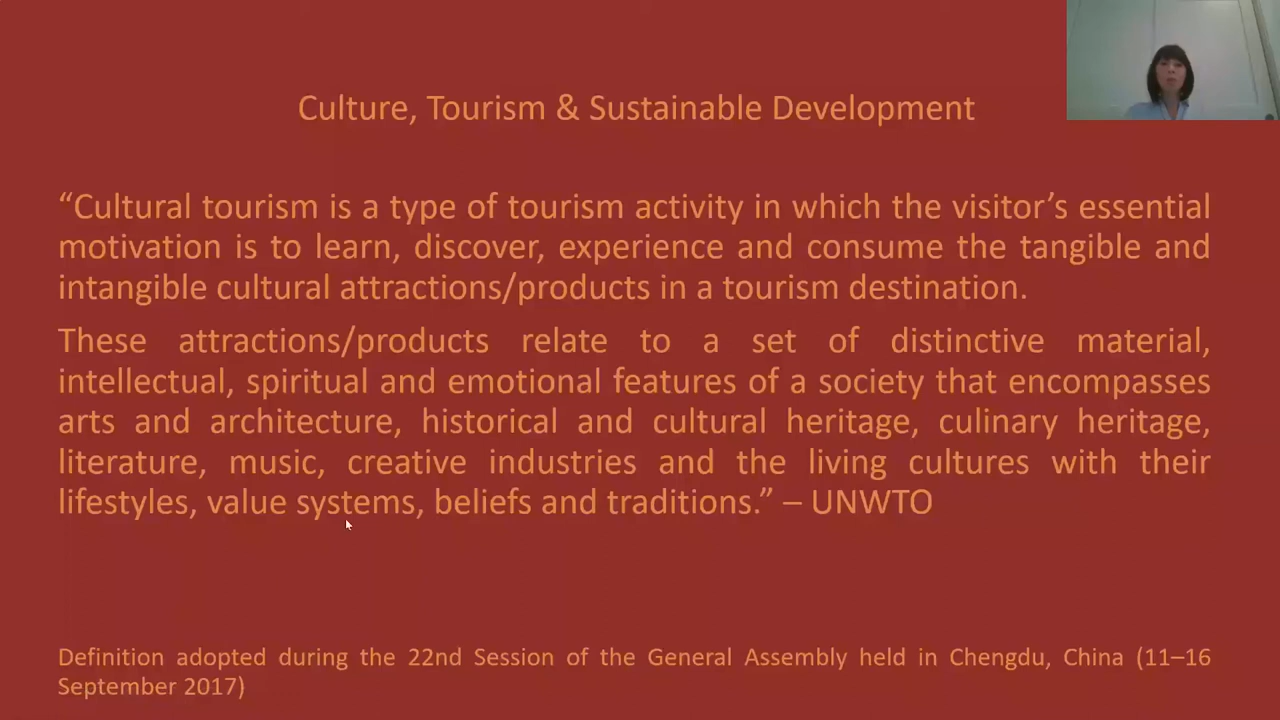 Culture, Tourism & Sustainable Development
“Cultural tourism is a type of tourism activity in which the visitor’s essential
motivation is to learn, discover, experience and consume the tangible and
intangible cultural attractions/products in a tourism destination.
These attractions/products relate to a set of distinctive material,
intellectual, spiritual and emotional features of a society that encompasses
arts and architecture, historical and cultural heritage, culinary heritage,
literature, music, creative industries and the living cultures with their
lifestyles, value systems, beliefs and traditions.” – UNWTO
Definition adopted during the 22nd Session of the General Assembly held in Chengdu, China (11–16
September 2017)